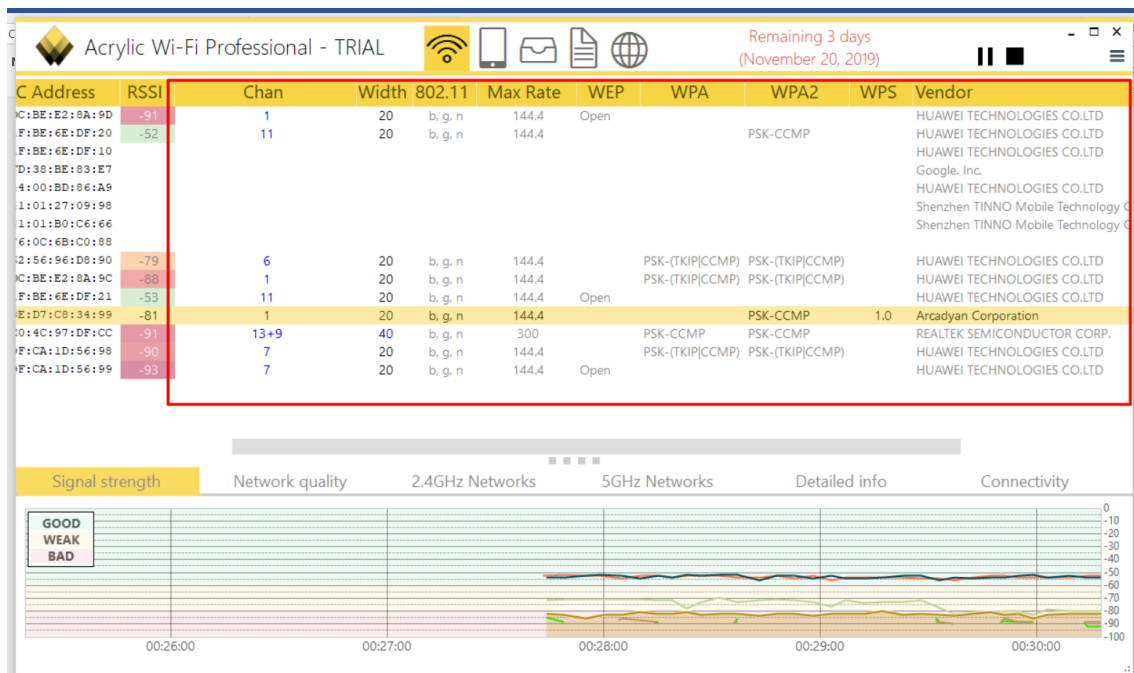 Acrylic Wi-Fi Professional - TRIAL
Remaining 3 days
(November 20, 2019)
C Address RSSI Chan Width 802.11 Max Rate WEP WPA WPA2 WPS Vendor
C:BE:E2:8A:9D -91 1 20 b, g, n 144.4 Open HUAWEI TECHNOLOGIES CO.LTD
F:BE:6E:DF:20 -52 11 20 b, g, n 144.4 PSK-CCMP HUAWEI TECHNOLOGIES CO.LTD
F:BE:6E:DF:10 HUAWEI TECHNOLOGIES CO.LTD
D:38:BE:83:E7 Google. Inc.
4:00:BD:86:A9 HUAWEI TECHNOLOGIES CO.LTD
1:01:27:09:98 Shenzhen TINNO Mobile Technology C
1:01:B0:C6:66 Shenzhen TINNO Mobile Technology C
6:0C:6B:C0:88
2:56:96:D8:90 -79 6 20 b, g, n 144.4 PSK-(TKIP|CCMP) PSK-(TKIP|CCMP) HUAWEI TECHNOLOGIES CO.LTD
C:BE:E2:8A:9C -88 1 20 b, g, n 144.4 PSK-(TKIP|CCMP) PSK-(TKIP|CCMP) HUAWEI TECHNOLOGIES CO.LTD
F:BE:6E:DF:21 -53 11 20 b, g, n 144.4 Open HUAWEI TECHNOLOGIES CO.LTD
E:D7:C8:34:99 -81 1 20 b, g, n 144.4 PSK-CCMP 1.0 Arcadyan Corporation
0:4C:97:DF:CC -91 13+9 40 b, g, n 300 PSK-CCMP PSK-CCMP REALTEK SEMICONDUCTOR CORP.
F:CA:1D:56:98 -90 7 20 b, g, n 144.4 PSK-(TKIP|CCMP) PSK-(TKIP|CCMP) HUAWEI TECHNOLOGIES CO.LTD
F:CA:1D:56:99 -93 7 20 b, g, n 144.4 Open HUAWEI TECHNOLOGIES CO.LTD
Signal strength Network quality 2.4GHz Networks 5GHz Networks Detailed info Connectivity
GOOD
WEAK
BAD
0
-10
-20
-30
-40
-50
-60
-70
-80
-90
-100
00:26:00 00:27:00 00:28:00 00:29:00 00:30:00